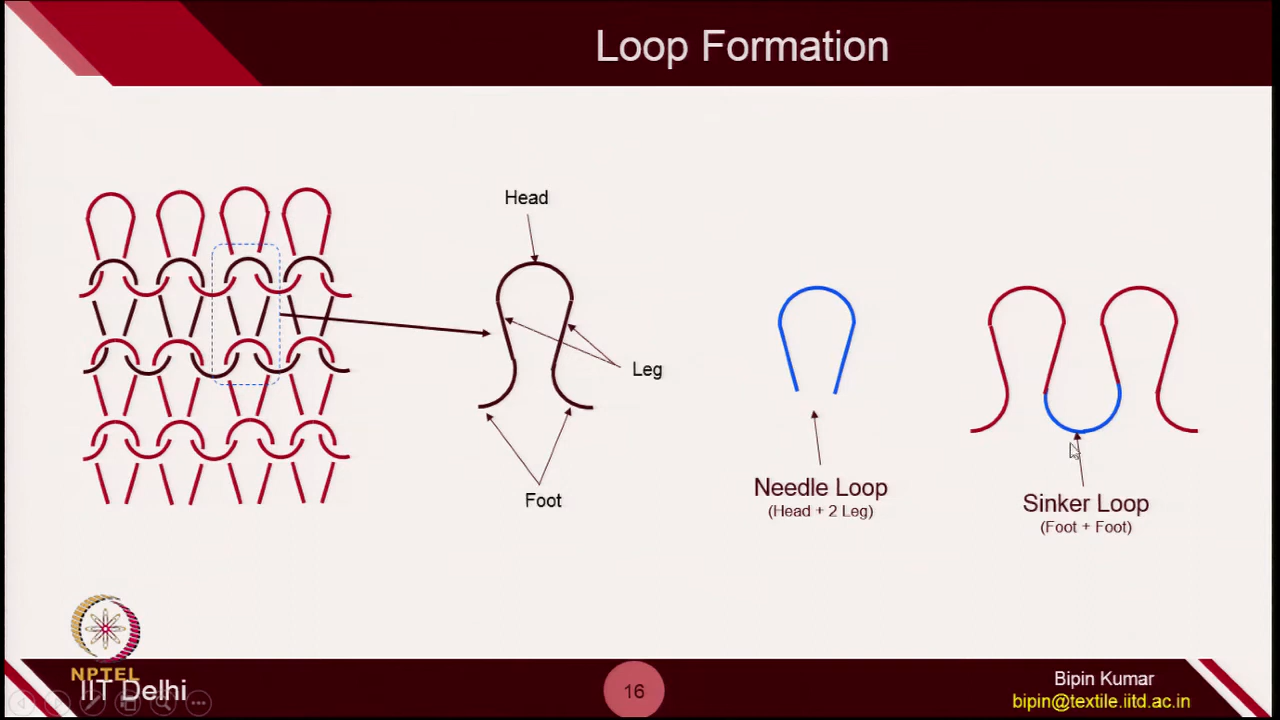 Loop Formation
Head
Leg
Foot
Needle Loop
(Head + 2 Leg)
Sinker Loop
(Foot + Foot)
NPTEL
IIT Delhi
16
Bipin Kumar
bipin@textile.iitd.ac.in